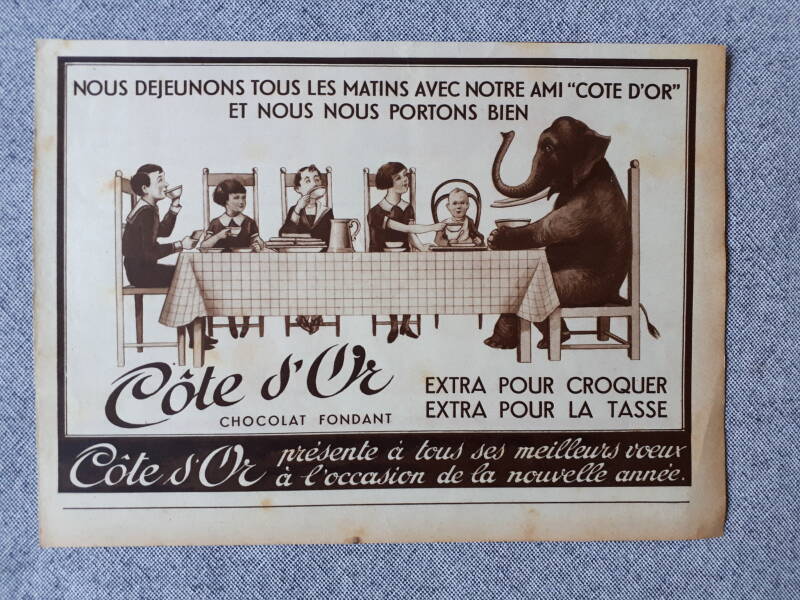 NOUS DEJEUNONS TOUS LES MATINS AVEC NOTRE AMI "COTE D'OR"
ET NOUS NOUS PORTONS BIEN
Côte d'Or
CHOCOLAT FONDANT
EXTRA POUR CROQUER
EXTRA POUR LA TASSE
Côte d'Or présente à tous ses meilleurs voeux
à l'occasion de la nouvelle année.